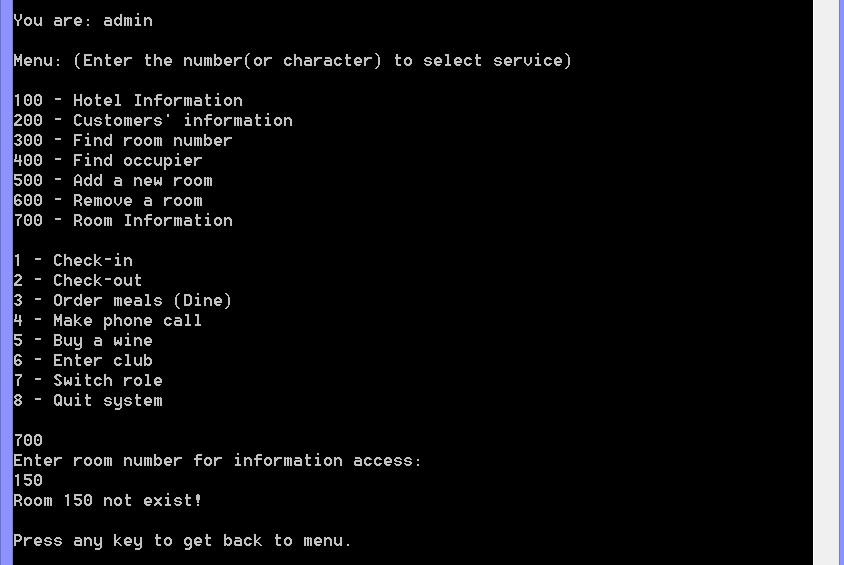 You are: admin
Menu: (Enter the number(or character) to select service)
100 - Hotel Information
200 - Customers' information
300 - Find room number
400 - Find occupier
500 - Add a new room
600 - Remove a room
700 - Room Information
1 - Check-in
2 - Check-out
3 - Order meals (Dine)
4 - Make phone call
5 - Buy a wine
6 - Enter club
7 - Switch role
8 - Quit system
700
Enter room number for information access:
150
Room 150 not exist!
Press any key to get back to menu.